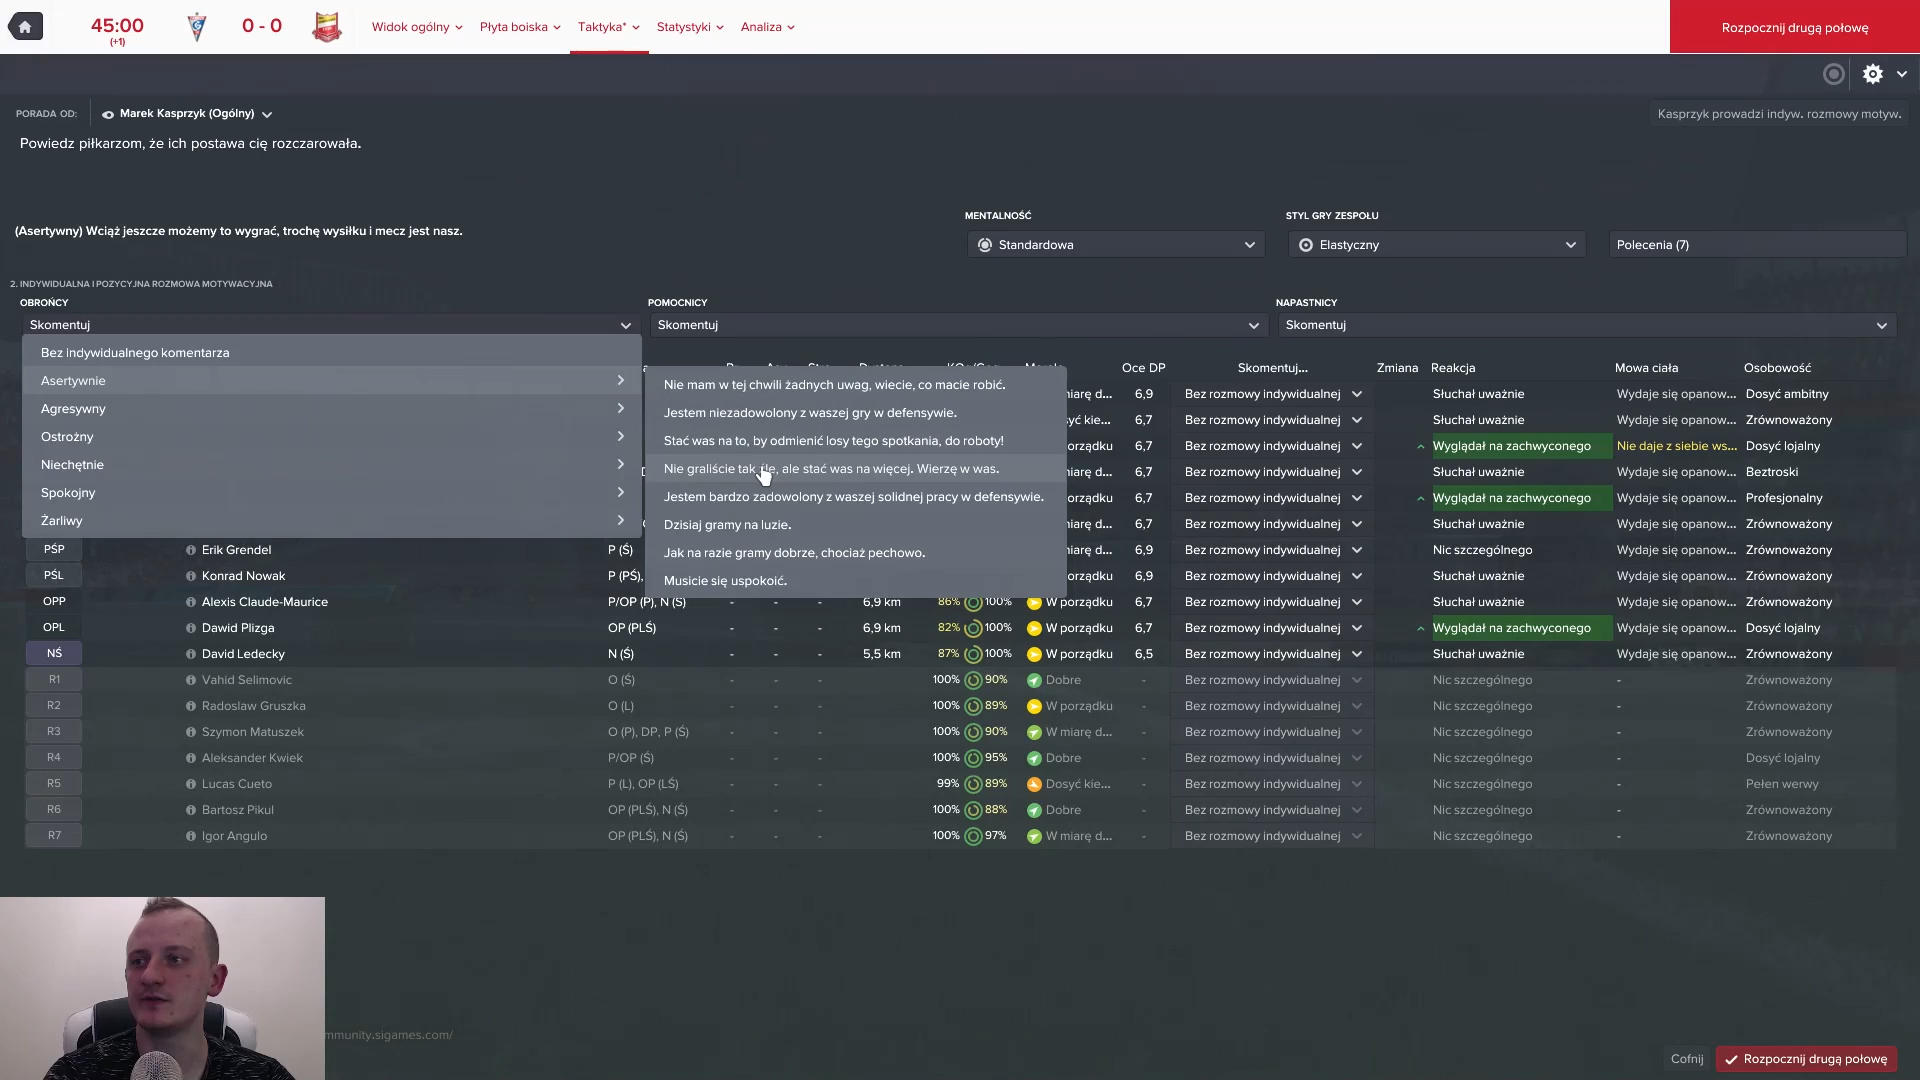 45:00
(+1)
0 - 0
Widok ogólny
Płyta boiska
Taktyka*
Statystyki
Analiza
Rozpocznij drugą połowę
PORADA OD:
Marek Kasprzyk (Ogólny)
Kasprzyk prowadzi indyw. rozmowy motyw.
Powiedz piłkarzom, że ich postawa cię rozczarowała.
(Asertywny) Wciąż jeszcze możemy to wygrać, trochę wysiłku i mecz jest nasz.
MENTALNOŚĆ
Standardowa
STYL GRY ZESPOŁU
Elastyczny
Polecenia (7)
2. INDYWIDUALNA I POZYCYJNA ROZMOWA MOTYWACYJNA
OBROŃCY
POMOCNICY
NAPASTNICY
Skomentuj
Skomentuj
Skomentuj
Bez indywidualnego komentarza
Asertywnie
Agresywny
Ostrożny
Niechętnie
Spokojny
Żarliwy
Nie mam w tej chwili żadnych uwag, wiecie, co macie robić.
Jestem niezadowolony z waszej gry w defensywie.
Stać was na to, by odmienić losy tego spotkania, do roboty!
Nie graliście tak źle, ale stać was na więcej. Wierzę w was.
Jestem bardzo zadowolony z waszej solidnej pracy w defensywie.
Dzisiaj gramy na luzie.
Jak na razie gramy dobrze, chociaż pechowo.
Musicie się uspokoić.
Oce DP Skomentuj... Zmiana Reakcja Mowa ciała Osobowość
miarę d... 6,9 Bez rozmowy indywidualnej Słuchał uważnie Wydaje się opanow... Dosyć ambitny
syć kie... 6,7 Bez rozmowy indywidualnej Słuchał uważnie Wydaje się opanow... Zrównoważony
porządku 6,7 Bez rozmowy indywidualnej Wyglądał na zachwyconego Nie daje z siebie ws... Dosyć lojalny
porządku 6,7 Bez rozmowy indywidualnej Słuchał uważnie Wydaje się opanow... Beztroski
porządku 6,7 Bez rozmowy indywidualnej Wyglądał na zachwyconego Wydaje się opanow... Profesjonalny
miarę d... 6,7 Bez rozmowy indywidualnej Słuchał uważnie Wydaje się opanow... Zrównoważony
PŚP Erik Grendel P (Ś) miarę d... 6,9 Bez rozmowy indywidualnej Nic szczególnego Wydaje się opanow... Zrównoważony
PŚL Konrad Nowak P (PŚ), porządku 6,9 Bez rozmowy indywidualnej Słuchał uważnie Wydaje się opanow... Zrównoważony
OPP Alexis Claude-Maurice P/OP (P), N (Ś) - - - 6,9 km 86% 100% W porządku 6,7 Bez rozmowy indywidualnej Słuchał uważnie Wydaje się opanow... Zrównoważony
OPL Dawid Plizga OP (PLŚ) - - - 6,9 km 82% 100% W porządku 6,7 Bez rozmowy indywidualnej Wyglądał na zachwyconego Wydaje się opanow... Dosyć lojalny
NŚ David Ledecky N (Ś) - - - 5,5 km 87% 100% W porządku 6,5 Bez rozmowy indywidualnej Słuchał uważnie Wydaje się opanow... Zrównoważony
R1 Vahid Selimovic O (Ś) - - - 100% 90% Dobre - Bez rozmowy indywidualnej Nic szczególnego - Zrównoważony
R2 Radoslaw Gruszka O (L) - - - 100% 89% W porządku - Bez rozmowy indywidualnej Nic szczególnego - Zrównoważony
R3 Szymon Matuszek O (P), DP, P (Ś) - - - 100% 90% W miarę d... - Bez rozmowy indywidualnej Nic szczególnego - Zrównoważony
R4 Aleksander Kwiek P/OP (Ś) - - - 100% 95% Dobre - Bez rozmowy indywidualnej Nic szczególnego - Dosyć lojalny
R5 Lucas Cueto P (L), OP (LŚ) - - - 99% 89% Dosyć kie... - Bez rozmowy indywidualnej Nic szczególnego - Pełen werwy
R6 Bartosz Pikul OP (PLŚ), N (Ś) - - - 100% 88% Dobre - Bez rozmowy indywidualnej Nic szczególnego - Zrównoważony
R7 Igor Angulo OP (PLŚ), N (Ś) - - - 100% 97% W miarę d... - Bez rozmowy indywidualnej Nic szczególnego - Zrównoważony
mmunity.sigames.com/
Cofnij
Rozpocznij drugą połowę